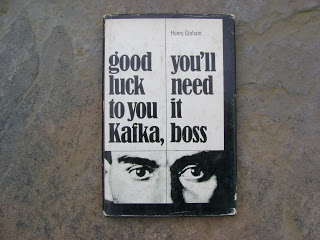 Henry Graham
good you'll
luck need
to you it
Kafka, boss